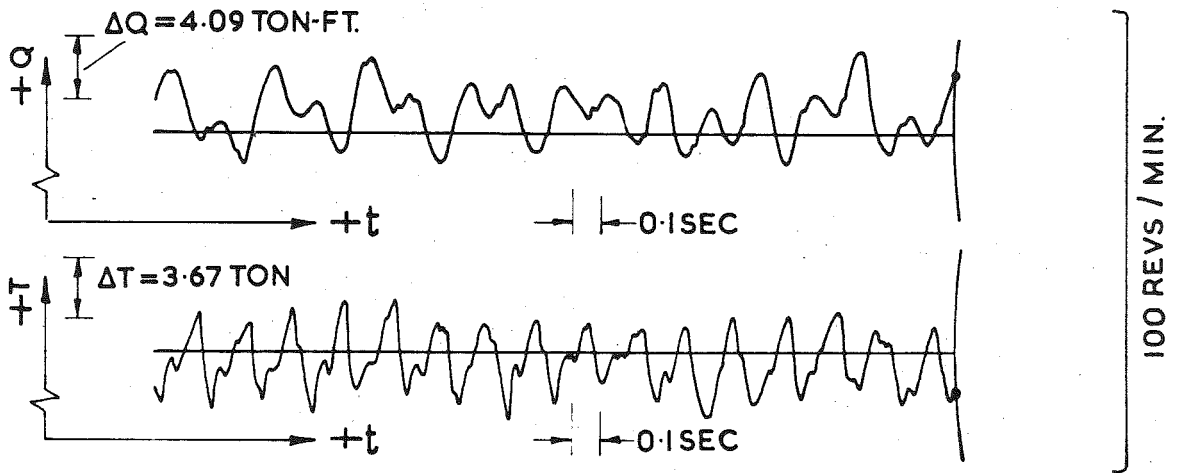 ΔQ=4·09 TON-FT.
+Q
+t
0·1SEC
ΔT=3·67 TON
+T
+t
0·1SEC
100 REVS / MIN.